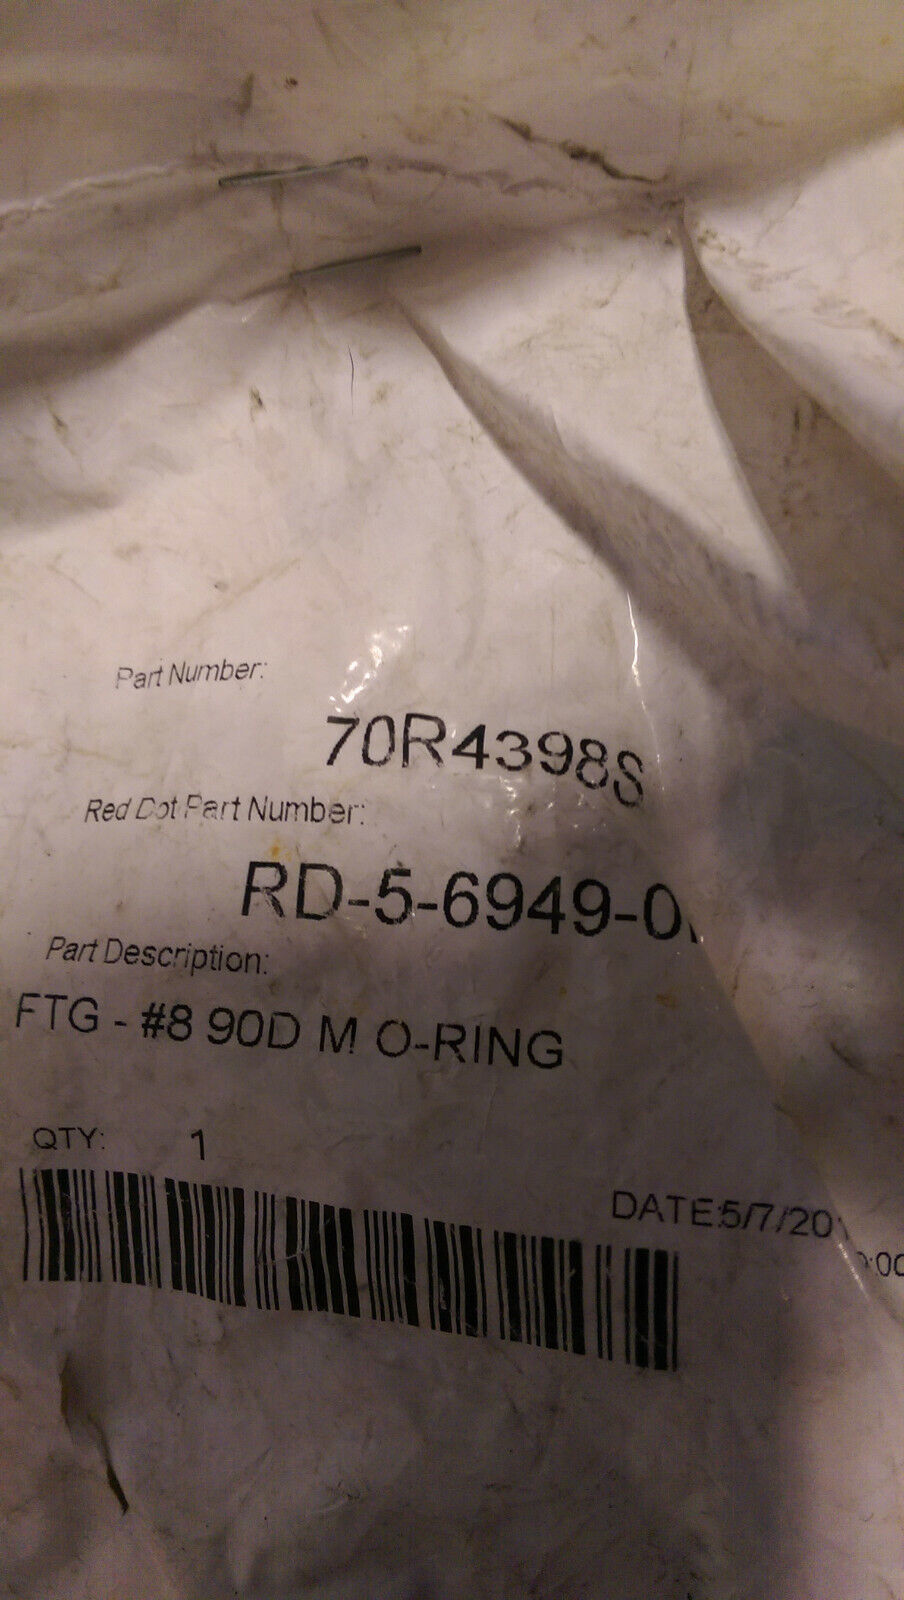 Part Number:
70R4398S
Red Dot Part Number:
RD-5-6949-0
Part Description:
FTG - #8 90D M O-RING
QTY: 1
DATE:5/7/20
:00